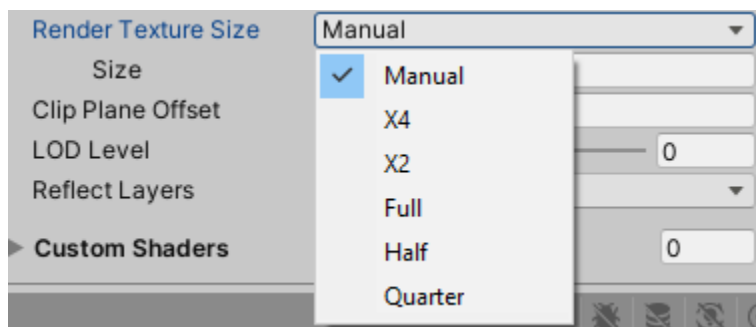 Render Texture Size Manual
Size Manual
Clip Plane Offset X4
LOD Level X2 0
Reflect Layers Full
Custom Shaders Half 0
Quarter